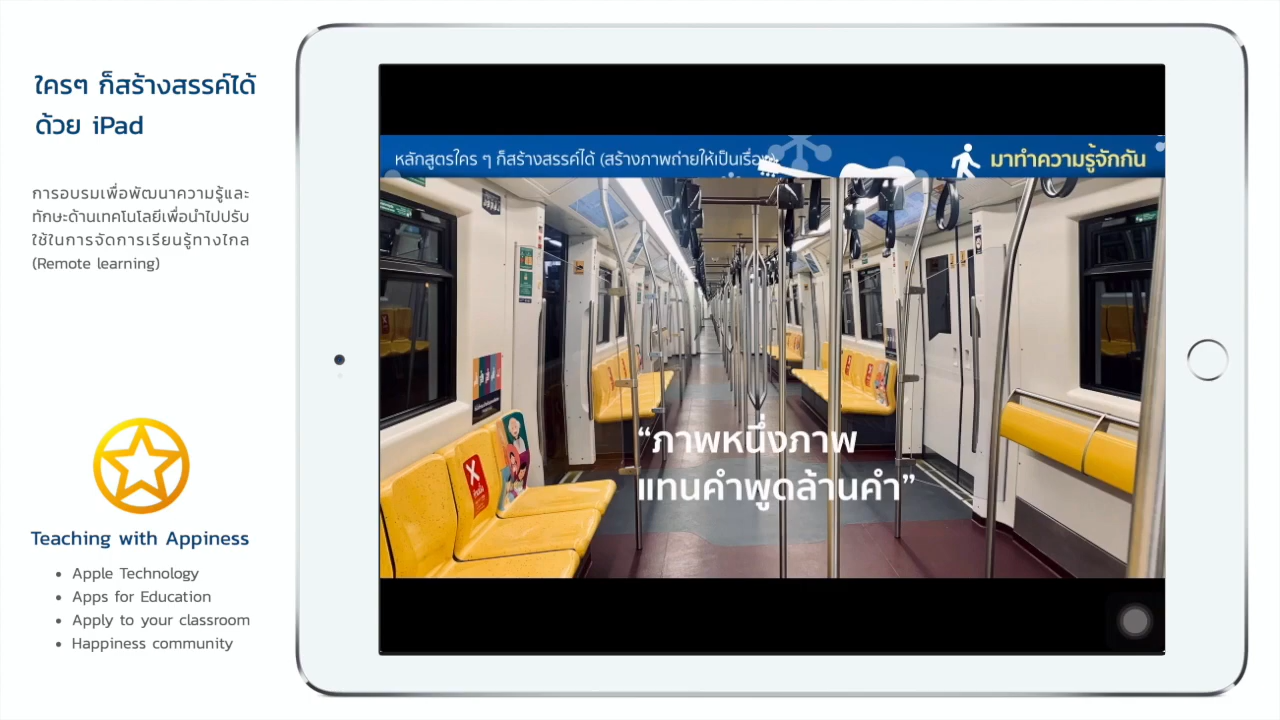 ใครๆ ก็สร้างสรรค์ได้
ด้วย iPad
การอบรมเพื่อพัฒนาความรู้และ
ทักษะด้านเทคโนโลยีเพื่อนำไปปรับ
ใช้ในการจัดการเรียนรู้ทางไกล
(Remote learning)
Teaching with Appiness
• Apple Technology
• Apps for Education
• Apply to your classroom
• Happiness community
หลักสูตรใคร ๆ ก็สร้างสรรค์ได้ (สร้างภาพถ่ายให้เป็นเรื่อง)
มาทำความรู้จักกัน
“ภาพหนึ่งภาพ
แทนคำพูดล้านคำ”